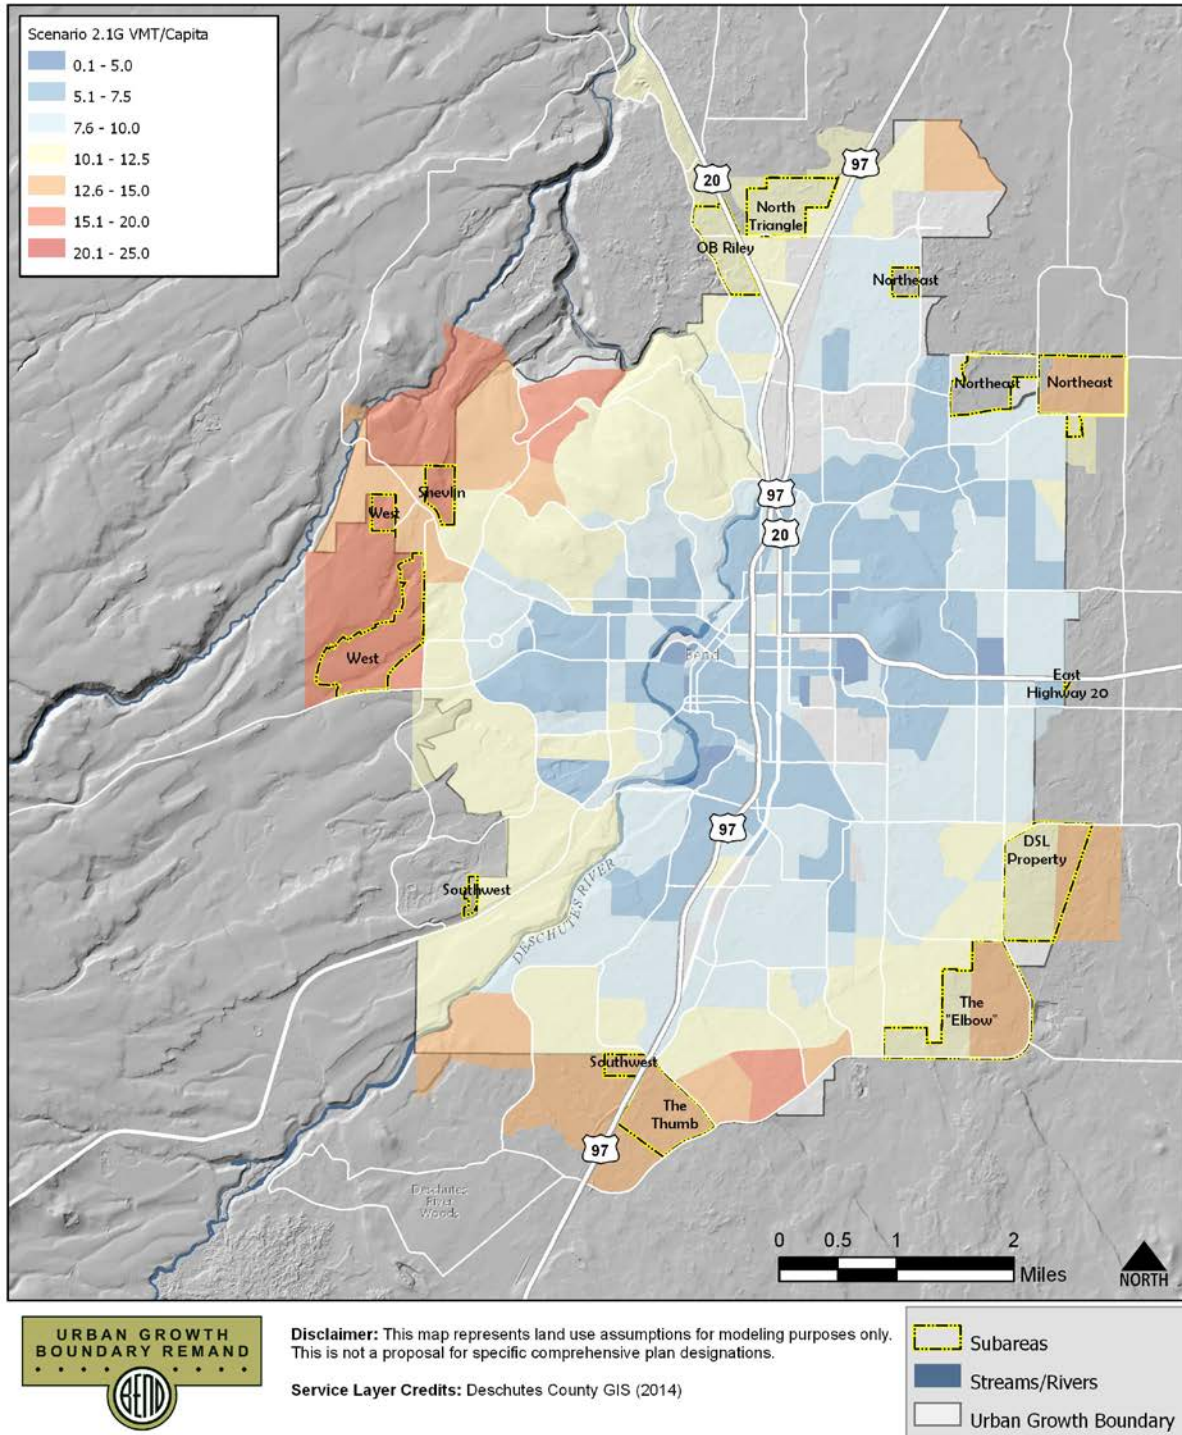 Scenario 2.1G VMT/Capita
0.1 - 5.0
5.1 - 7.5
7.6 - 10.0
10.1 - 12.5
12.6 - 15.0
15.1 - 20.0
20.1 - 25.0
20
97
North
Triangle
OB Riley
Northeast
Northeast
Northeast
Shevlin
West
97
20
West
Bend
East
Highway 20
97
DSL
Property
Southwest
DESCHUTES RIVER
The
"Elbow"
Southwest
The
Thumb
97
Deschutes
River
Woods
0 0.5 1 2
Miles
NORTH
URBAN GROWTH
BOUNDARY REMAND
BEND
Disclaimer: This map represents land use assumptions for modeling purposes only.
This is not a proposal for specific comprehensive plan designations.
Service Layer Credits: Deschutes County GIS (2014)
Subareas
Streams/Rivers
Urban Growth Boundary